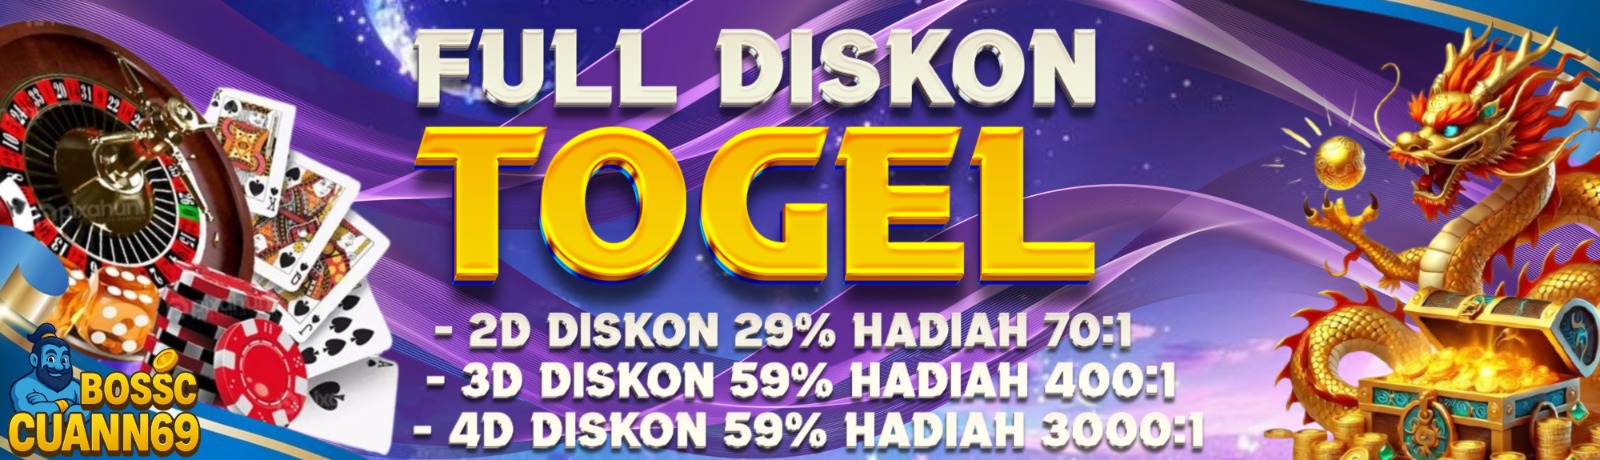 FULL DISKON
TOGEL
- 2D DISKON 29% HADIAH 70:1
- 3D DISKON 59% HADIAH 400:1
- 4D DISKON 59% HADIAH 3000:1
BOSSC
CUANN69